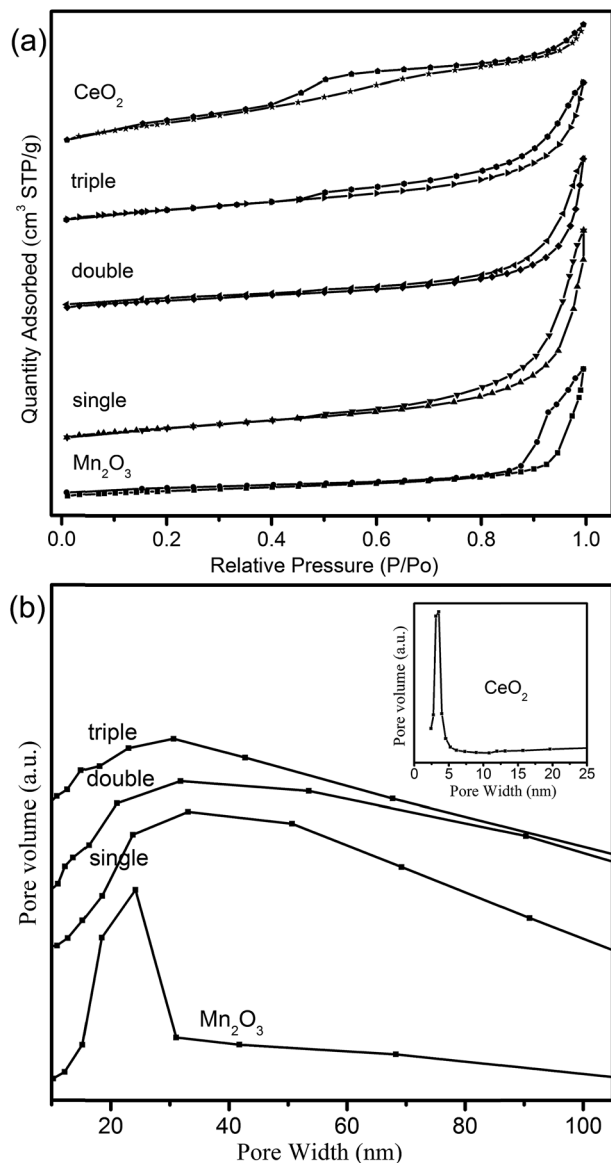 (a)
CeO₂
triple
double
single
Mn₂O₃
Quantity Adsorbed (cm³ STP/g)
0.0 0.2 0.4 0.6 0.8 1.0
Relative Pressure (P/Po)
(b)
triple
double
single
Mn₂O₃
Pore volume (a.u.)
20 40 60 80 100
Pore Width (nm)
CeO₂
Pore volume (a.u.)
0 5 10 15 20 25
Pore Width (nm)